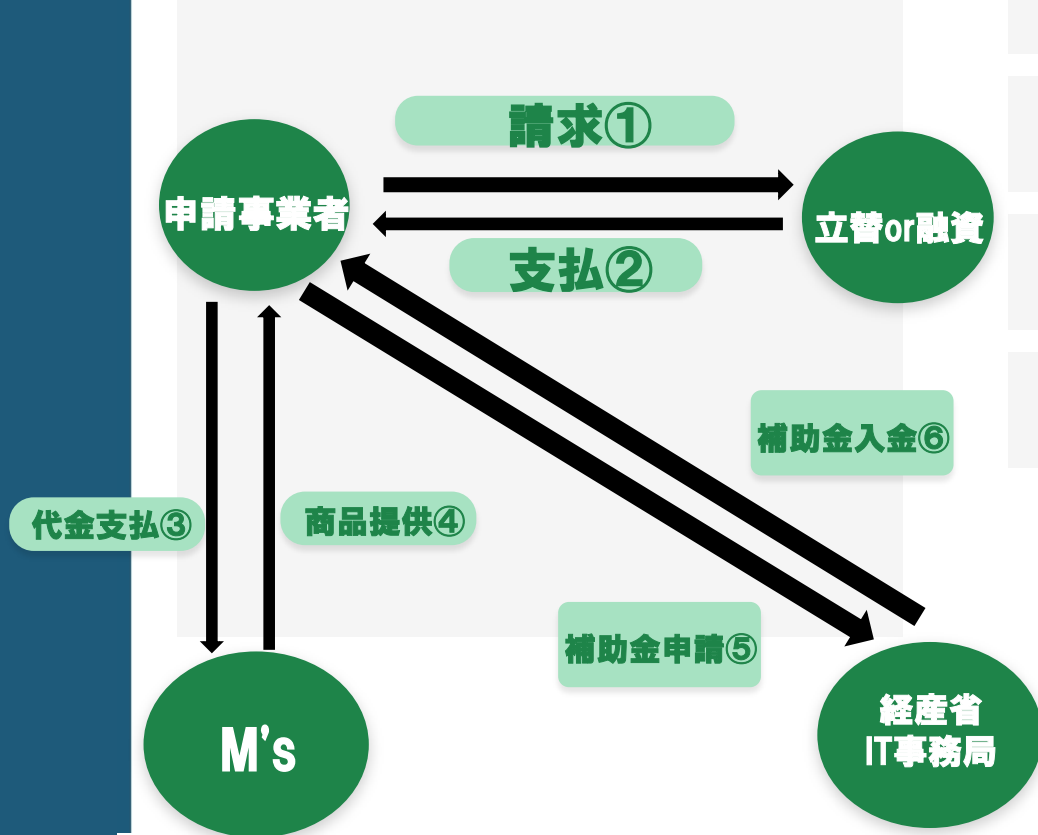 請求①
申請事業者
立替or融資
支払②
補助金入金⑥
代金支払③
商品提供④
補助金申請⑤
M's
経産省
IT事務局